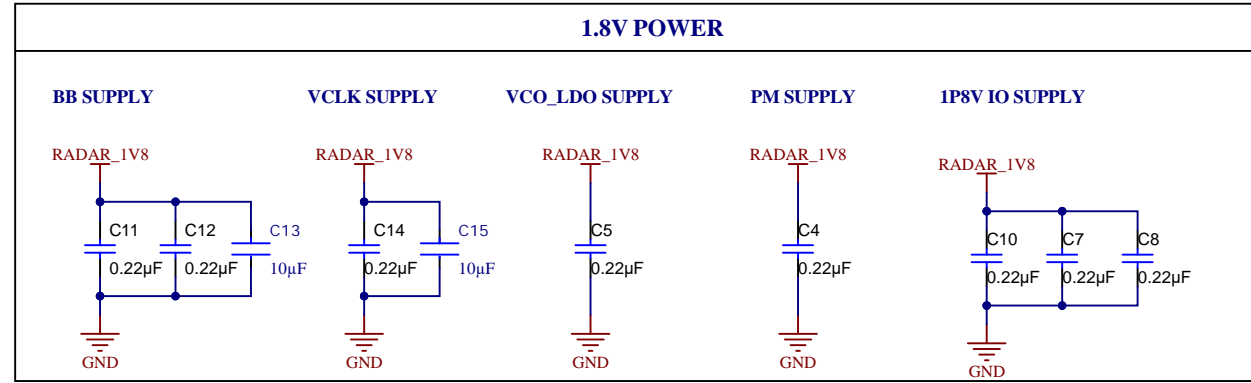 1.8V POWER
BB SUPPLY
VCLK SUPPLY
VCO_LDO SUPPLY
PM SUPPLY
1P8V IO SUPPLY
RADAR_1V8
RADAR_1V8
RADAR_1V8
RADAR_1V8
RADAR_1V8
C11
C12
C13
C14
C15
C5
C4
C10
C7
C8
0.22µF
0.22µF
10µF
0.22µF
10µF
0.22µF
0.22µF
0.22µF
0.22µF
0.22µF
GND
GND
GND
GND
GND